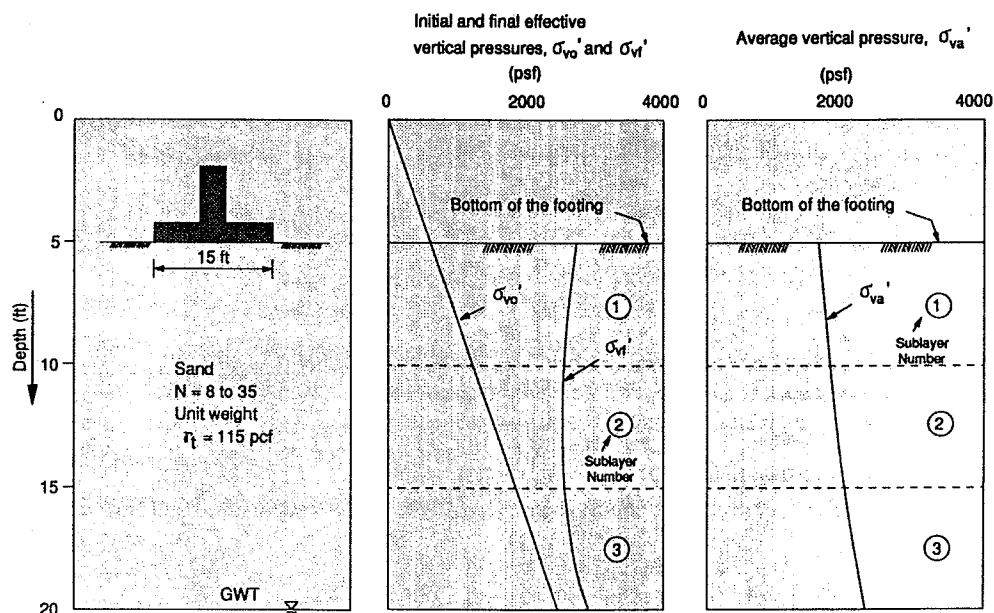 Initial and final effective
vertical pressures, σvo' and σvf'
(psf)
0 2000 4000
Average vertical pressure, σva'
(psf)
0 2000 4000
0
5
10
15
20
Depth (ft)
15 ft
Sand
N = 8 to 35
Unit weight
γt = 115 pcf
GWT
Bottom of the footing
σvo'
1
σvf'
2
Sublayer
Number
3
Bottom of the footing
σva'
1
Sublayer
Number
2
3